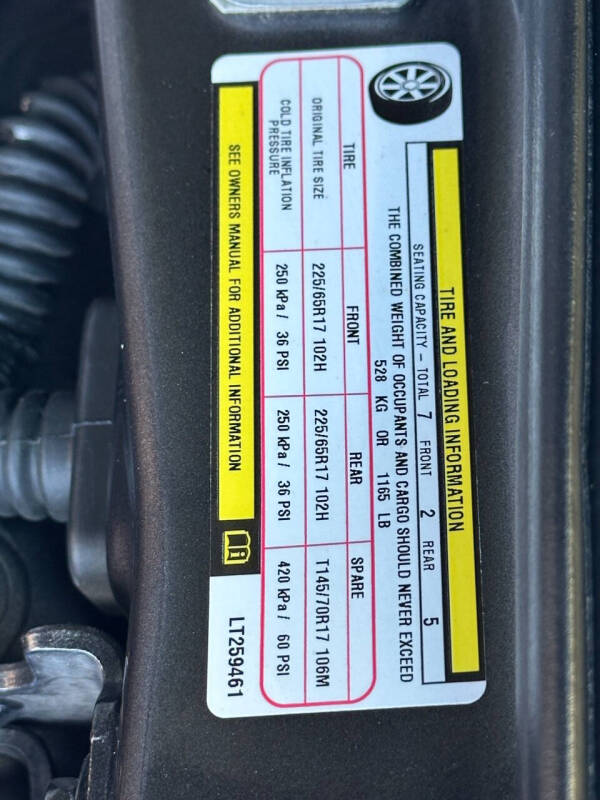 TIRE AND LOADING INFORMATION
SEATING CAPACITY – TOTAL 7 FRONT 2 REAR 5
THE COMBINED WEIGHT OF OCCUPANTS AND CARGO SHOULD NEVER EXCEED
528 KG OR 1165 LB
TIRE FRONT REAR SPARE
ORIGINAL TIRE SIZE 225/65R17 102H 225/65R17 102H T145/70R17 106M
COLD TIRE INFLATION
PRESSURE 250 kPa / 36 PSI 250 kPa / 36 PSI 420 kPa / 60 PSI
SEE OWNERS MANUAL FOR ADDITIONAL INFORMATION
LT259461